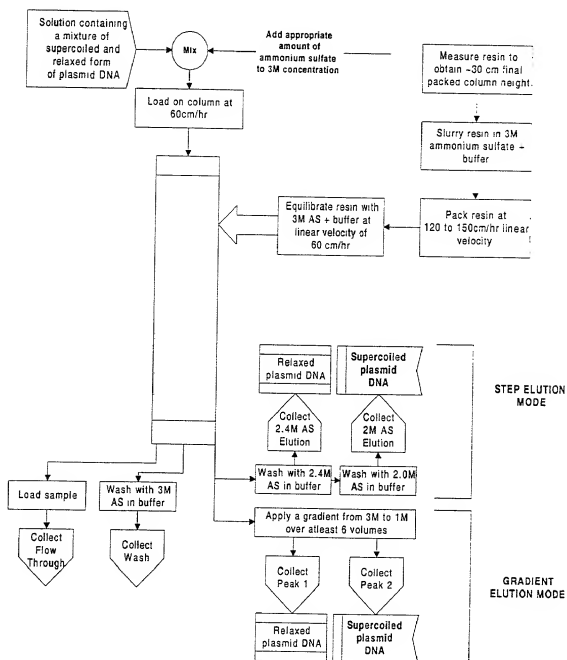 Solution containing
a mixture of
supercoiled and
relaxed form
of plasmid DNA
Mix
Add appropriate
amount of
ammonium sulfate
to 3M concentration
Measure resin to
obtain ~30 cm final
packed column height.
Load on column at
60cm/hr
Slurry resin in 3M
ammonium sulfate +
buffer
Equilibrate resin with
3M AS + buffer at
linear velocity of
60 cm/hr
Pack resin at
120 to 150cm/hr linear
velocity
Relaxed
plasmid DNA
Supercoiled
plasmid
DNA
STEP ELUTION
MODE
Collect
2.4M AS
Elution
Collect
2M AS
Elution
Wash with 2.4M
AS in buffer
Wash with 2.0M
AS in buffer
Load sample
Wash with 3M
AS in buffer
Collect
Flow
Through
Collect
Wash
Apply a gradient from 3M to 1M
over atleast 6 volumes
Collect
Peak 1
Collect
Peak 2
GRADIENT
ELUTION MODE
Relaxed
plasmid DNA
Supercoiled
plasmid
DNA